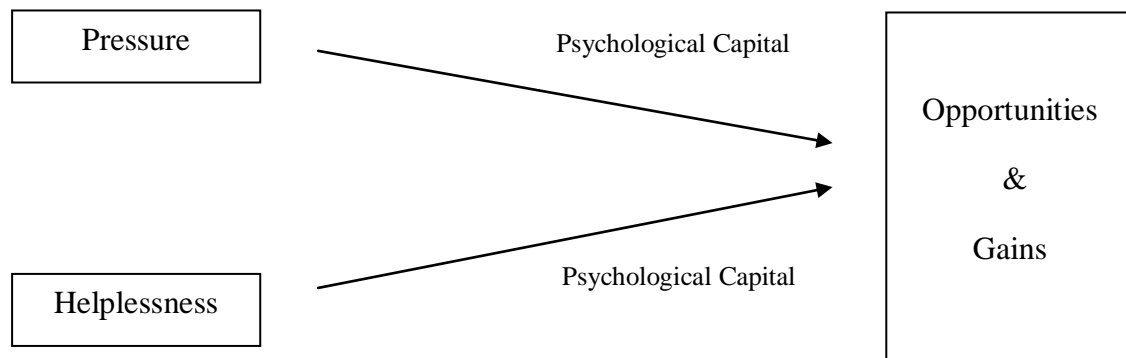 Pressure
Psychological Capital
Opportunities
&
Gains
Psychological Capital
Helplessness